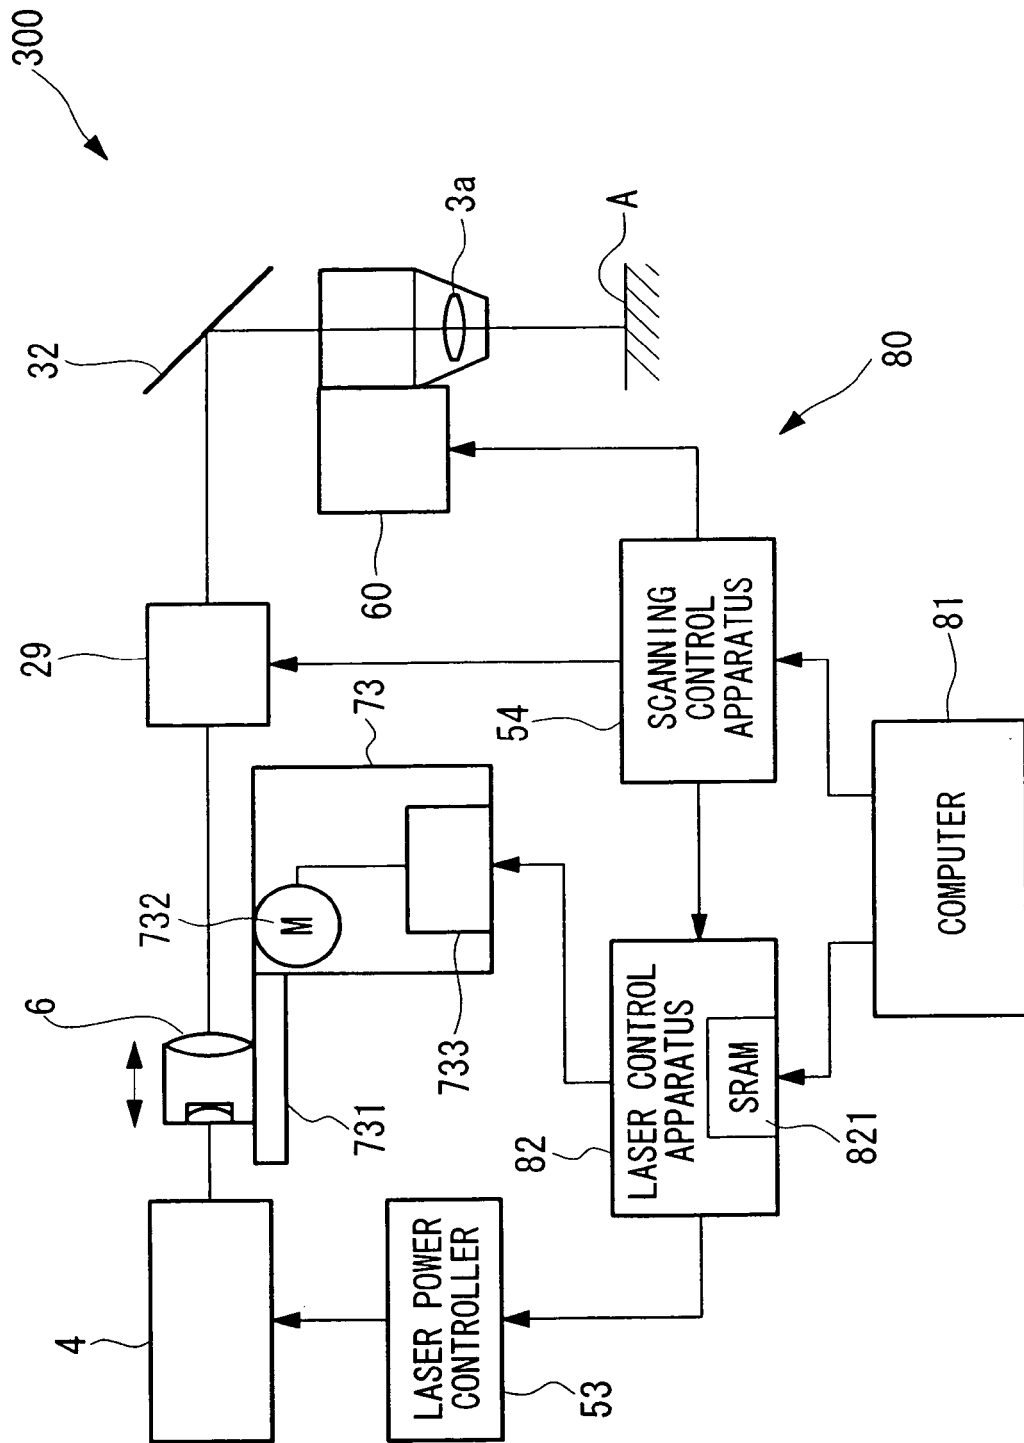 300
32
3a
A
29
60
80
6
732
M
73
54
SCANNING
CONTROL
APPARATUS
81
COMPUTER
731
733
82
LASER CONTROL
APPARATUS
SRAM
821
4
LASER POWER
CONTROLLER
53